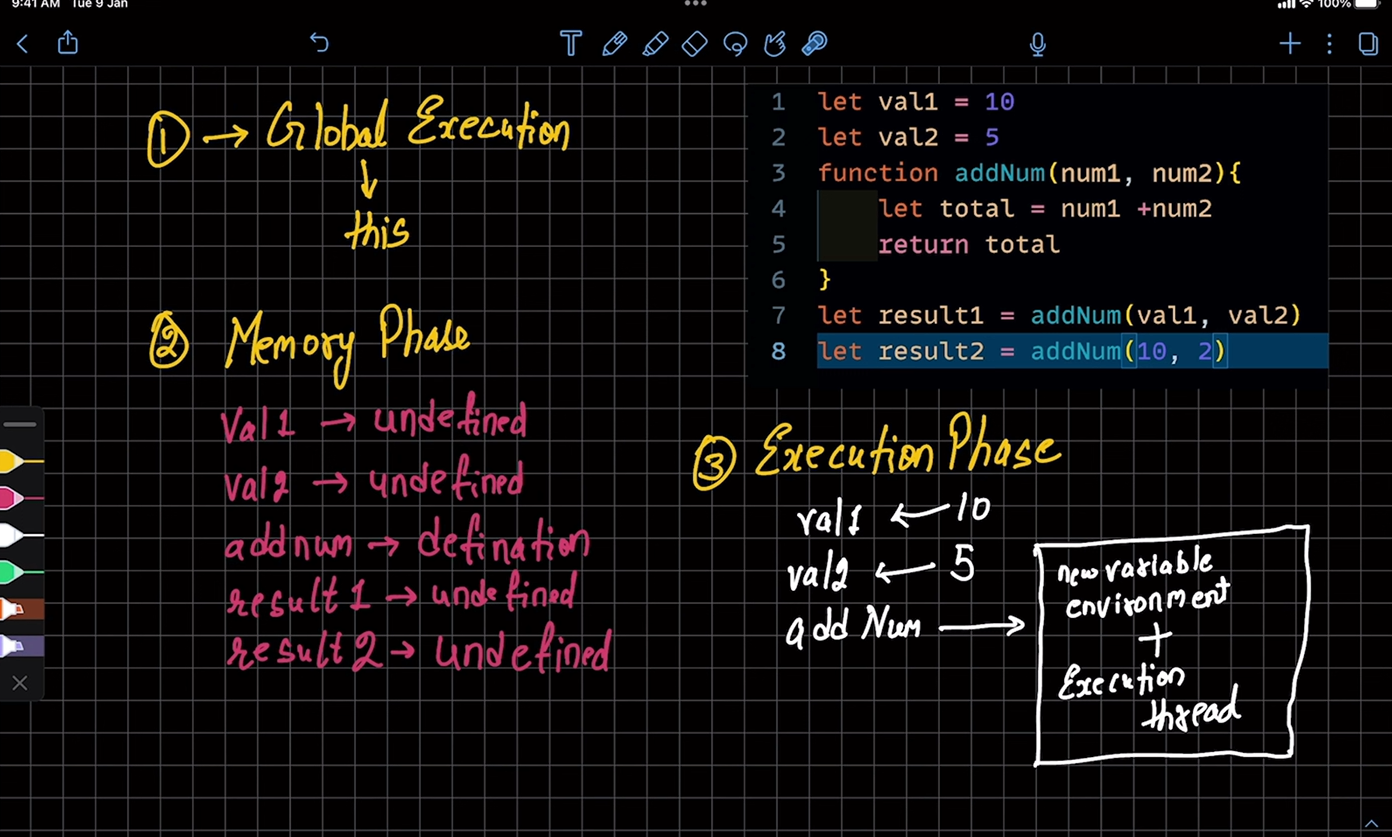 9:41 AM Tue 9 Jan
100%
① → Global Execution
↓
this
② Memory Phase
val1 → undefined
val2 → undefined
addnum → defination
result1 → undefined
result2 → undefined
1 let val1 = 10
2 let val2 = 5
3 function addNum(num1, num2){
4 let total = num1 +num2
5 return total
6 }
7 let result1 = addNum(val1, val2)
8 let result2 = addNum(10, 2)
③ Execution Phase
val1 ← 10
val2 ← 5
addNum →
new variable
environment
+
Execution
thread